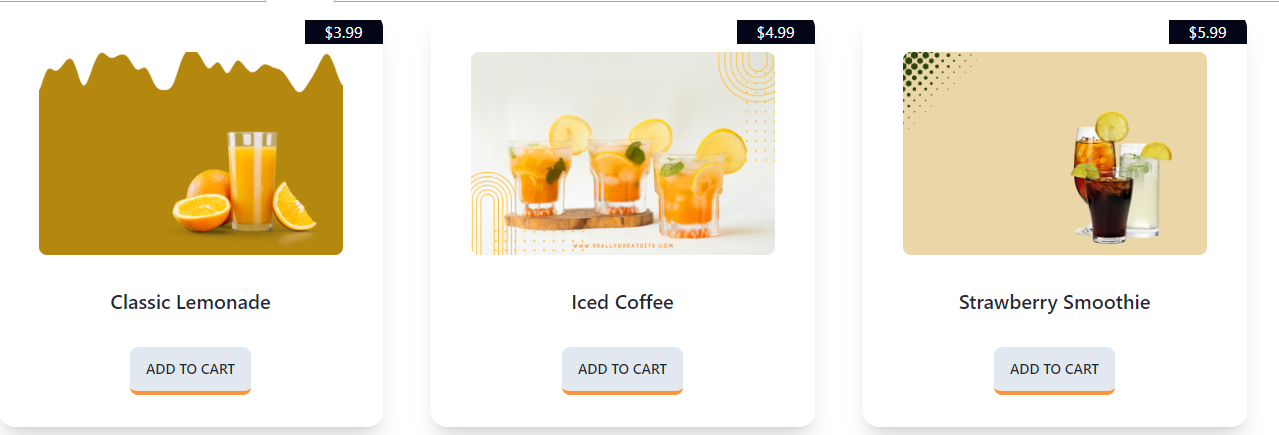 $3.99
$4.99
$5.99
WWW.REALLYGREATSITE.COM
Classic Lemonade
Iced Coffee
Strawberry Smoothie
ADD TO CART
ADD TO CART
ADD TO CART